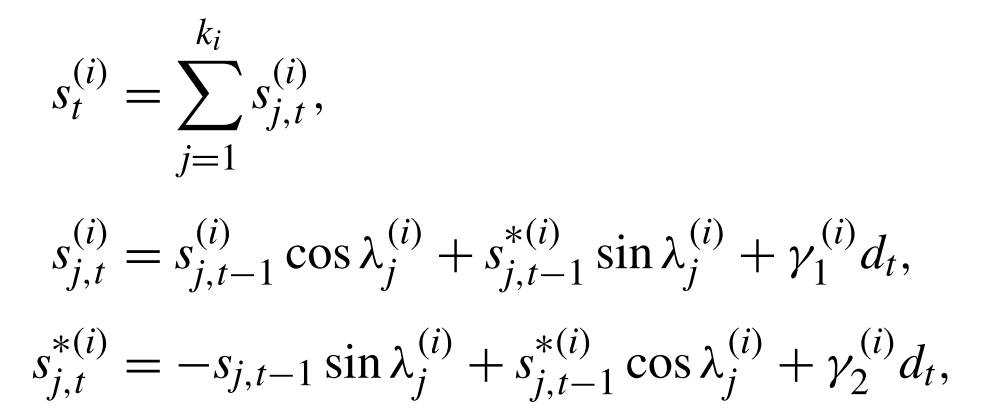 s_t^{(i)} = \sum_{j=1}^{k_i} s_{j,t}^{(i)},
s_{j,t}^{(i)} = s_{j,t-1}^{(i)} \cos \lambda_j^{(i)} + s_{j,t-1}^{*(i)} \sin \lambda_j^{(i)} + \gamma_1^{(i)} d_t,
s_{j,t}^{*(i)} = -s_{j,t-1} \sin \lambda_j^{(i)} + s_{j,t-1}^{*(i)} \cos \lambda_j^{(i)} + \gamma_2^{(i)} d_t,